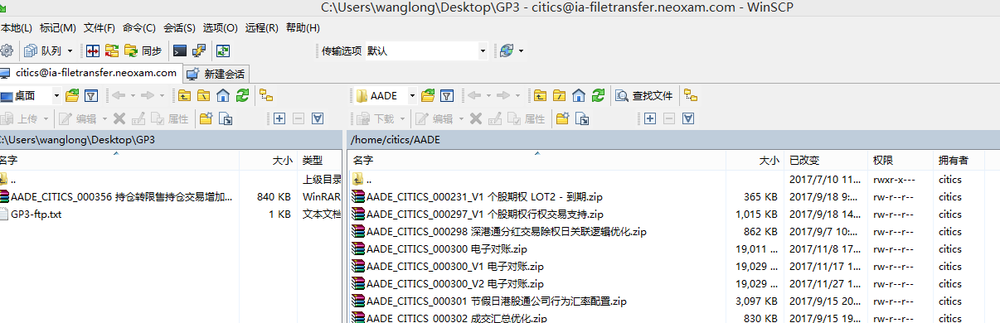 C:\Users\wanglong\Desktop\GP3 - citics@ia-filetransfer.neoxam.com - WinSCP
本地(L) 标记(M) 文件(F) 命令(C) 会话(S) 选项(O) 远程(R) 帮助(H)
队列 同步 传输选项 默认
citics@ia-filetransfer.neoxam.com 新建会话
桌面 AADE 查找文件
上传 编辑 属性 下载 编辑 属性
C:\Users\wanglong\Desktop\GP3 /home/citics/AADE
名字 大小 类型 名字 大小 已改变 权限 拥有者
.. 上级目录 .. 2017/7/10 11... rwxr-x--- citics
AADE_CITICS_000356 持仓转限售持仓交易增加... 840 KB WinRAR AADE_CITICS_000231_V1 个股期权 LOT2 - 到期.zip 365 KB 2017/9/18 9:... rw-r--r-- citics
GP3-ftp.txt 1 KB 文本文档 AADE_CITICS_000297_V1 个股期权行权交易支持.zip 1,015 KB 2017/9/18 14... rw-r--r-- citics
AADE_CITICS_000298 深港通分红交易除权日关联逻辑优化.zip 862 KB 2017/9/7 10:... rw-r--r-- citics
AADE_CITICS_000300 电子对账.zip 19,011 ... 2017/11/8 17... rw-r--r-- citics
AADE_CITICS_000300_V1 电子对账.zip 19,029 ... 2017/11/17 1... rw-r--r-- citics
AADE_CITICS_000300_V2 电子对账.zip 19,029 ... 2017/11/27 1... rw-r--r-- citics
AADE_CITICS_000301 节假日港股通公司行为汇率配置.zip 3,097 KB 2017/9/15 20... rw-r--r-- citics
AADE_CITICS_000302 成交汇总优化.zip 830 KB 2017/9/15 19... rw-r--r-- citics